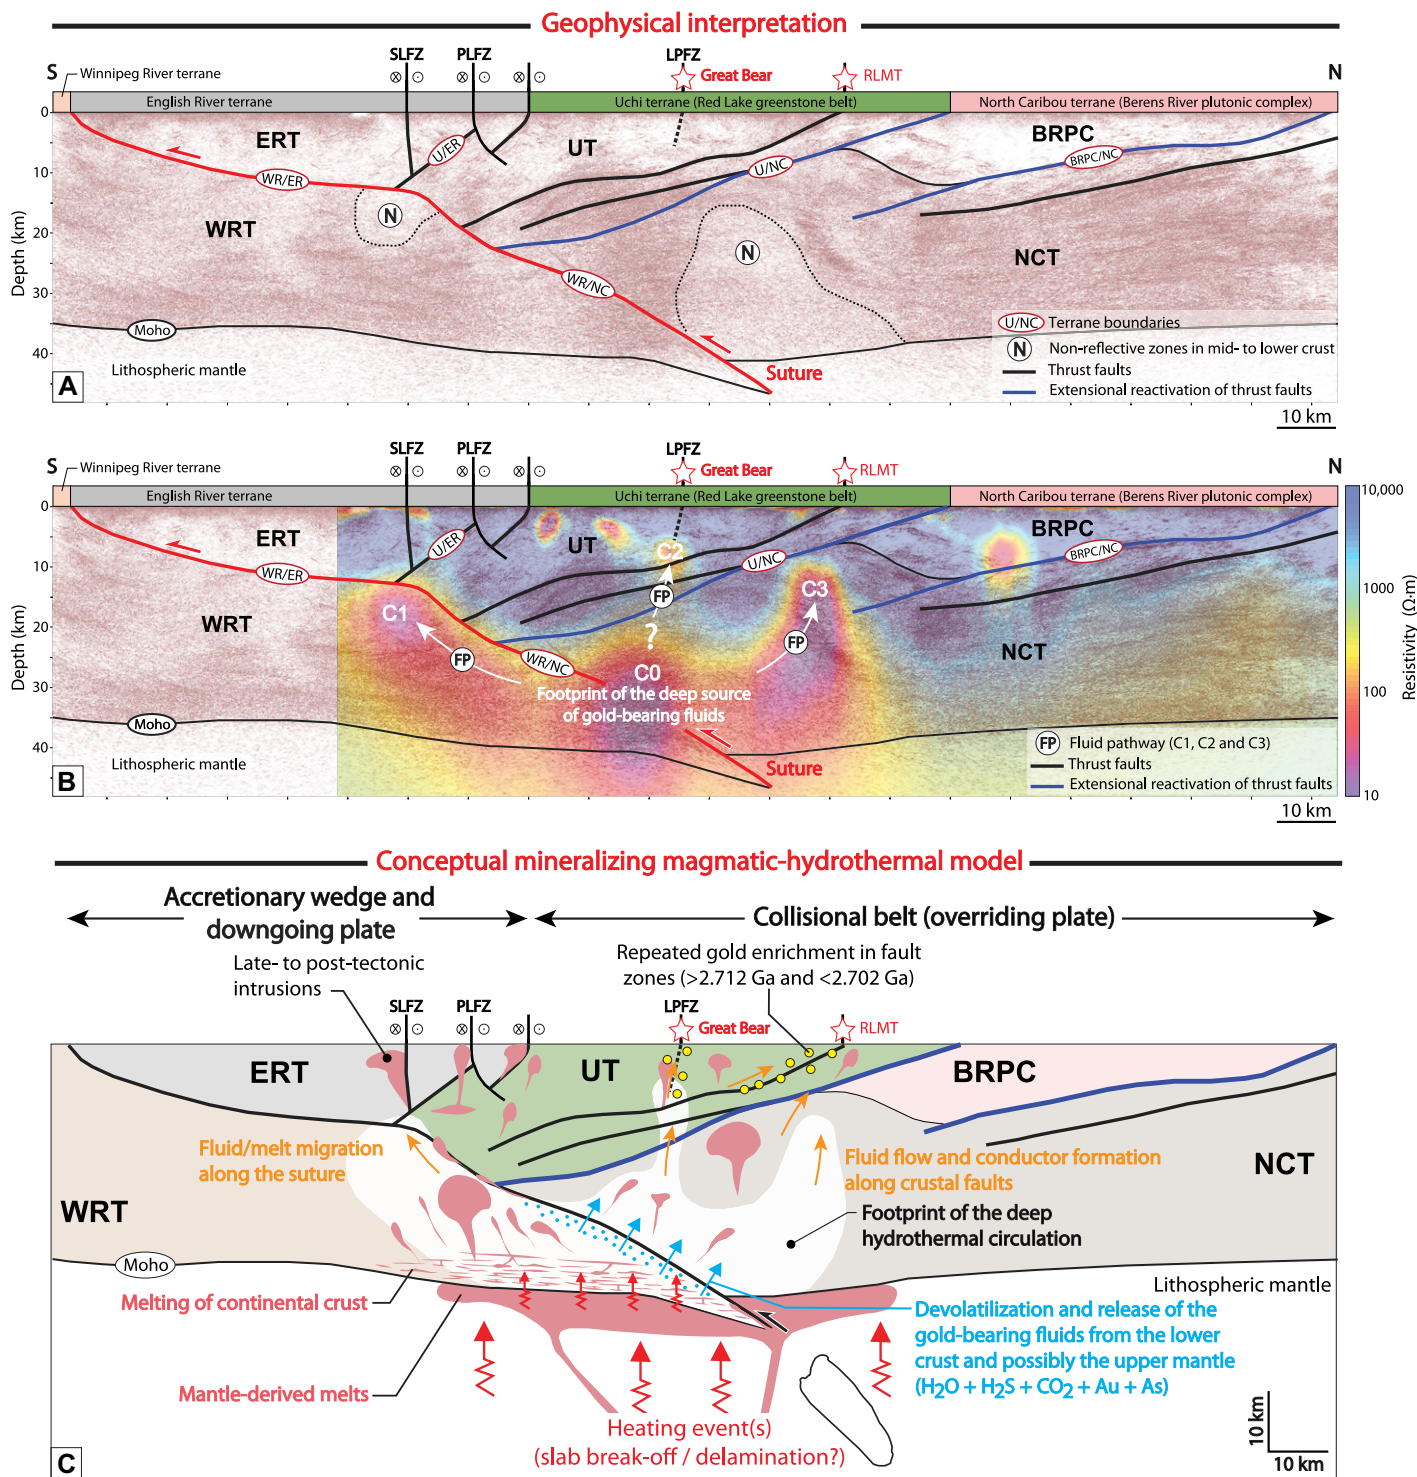 Geophysical interpretation
SLFZ PLFZ LPFZ
S Winnipeg River terrane Great Bear RLMT N
English River terrane Uchi terrane (Red Lake greenstone belt) North Caribou terrane (Berens River plutonic complex)
0
ERT U/ER UT BRPC
U/NC BRPC/NC
10
WR/ER
N
WRT
20
N NCT
Depth (km)
WR/NC
30
Moho
U/NC Terrane boundaries
N Non-reflective zones in mid- to lower crust
40
Lithospheric mantle Suture
Thrust faults
Extensional reactivation of thrust faults
A
10 km
SLFZ PLFZ LPFZ
S Winnipeg River terrane Great Bear RLMT N
English River terrane Uchi terrane (Red Lake greenstone belt) North Caribou terrane (Berens River plutonic complex)
10,000
0
ERT U/ER UT C2 BRPC
U/NC BRPC/NC
10
WR/ER
C3
FP
1000
C1
20
WRT
?
FP
FP
WR/NC
NCT
Depth (km)
Resistivity (Ω·m)
C0
30
Footprint of the deep source
of gold-bearing fluids
100
Moho
FP Fluid pathway (C1, C2 and C3)
40
Lithospheric mantle Suture
Thrust faults
Extensional reactivation of thrust faults
10
B
10 km
Conceptual mineralizing magmatic-hydrothermal model
Accretionary wedge and
downgoing plate
Collisional belt (overriding plate)
Late- to post-tectonic
intrusions
Repeated gold enrichment in fault
zones (>2.712 Ga and <2.702 Ga)
SLFZ PLFZ LPFZ
Great Bear RLMT
ERT UT BRPC
Fluid/melt migration
along the suture
Fluid flow and conductor formation
along crustal faults
NCT
WRT
Footprint of the deep
hydrothermal circulation
Moho
Lithospheric mantle
Melting of continental crust
Devolatilization and release of the
gold-bearing fluids from the lower
crust and possibly the upper mantle
(H2O + H2S + CO2 + Au + As)
Mantle-derived melts
Heating event(s)
(slab break-off / delamination?)
10 km
10 km
C